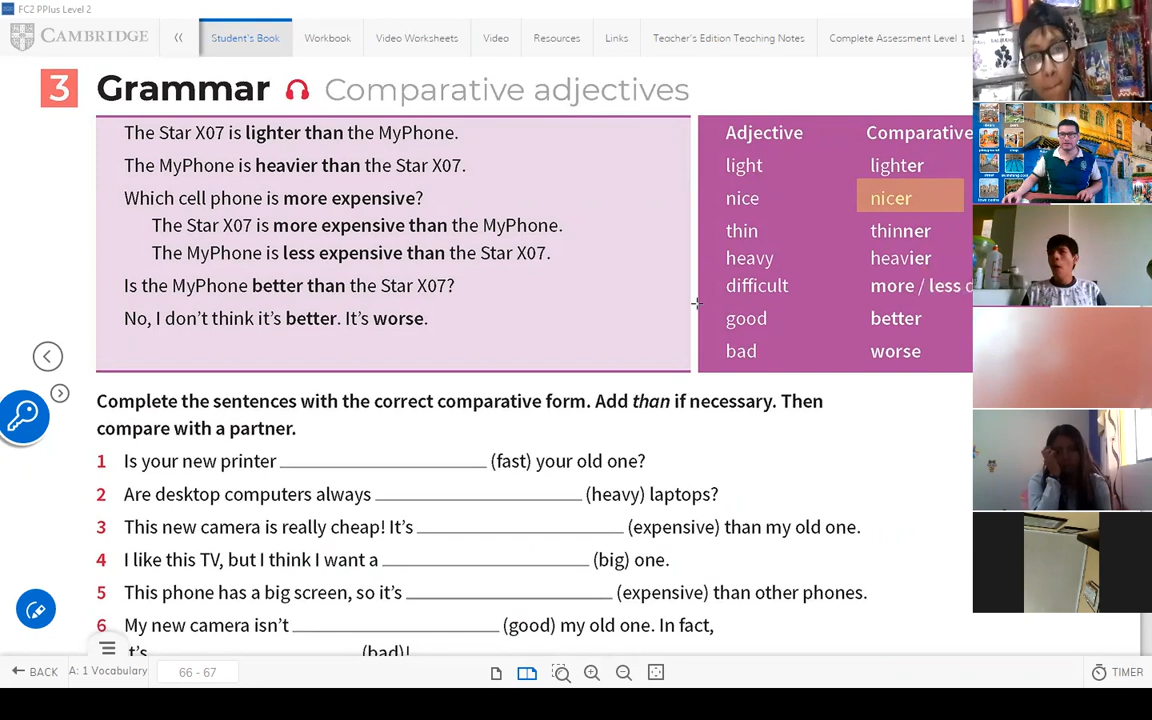 FC2 PPlus Level 2
CAMBRIDGE
Student's Book
Workbook
Video Worksheets
Video
Resources
Links
Teacher's Edition Teaching Notes
Complete Assessment Level 1
3 Grammar Comparative adjectives
The Star X07 is lighter than the MyPhone.
The MyPhone is heavier than the Star X07.
Which cell phone is more expensive?
The Star X07 is more expensive than the MyPhone.
The MyPhone is less expensive than the Star X07.
Is the MyPhone better than the Star X07?
No, I don't think it's better. It's worse.
Adjective Comparative
light lighter
nice nicer
thin thinner
heavy heavier
difficult more / less d
good better
bad worse
Complete the sentences with the correct comparative form. Add than if necessary. Then
compare with a partner.
1 Is your new printer ____ (fast) your old one?
2 Are desktop computers always ____ (heavy) laptops?
3 This new camera is really cheap! It's ____ (expensive) than my old one.
4 I like this TV, but I think I want a ____ (big) one.
5 This phone has a big screen, so it's ____ (expensive) than other phones.
6 My new camera isn't ____ (good) my old one. In fact,
it's ____ (bad)!
BACK
A: 1 Vocabulary
66 - 67
TIMER